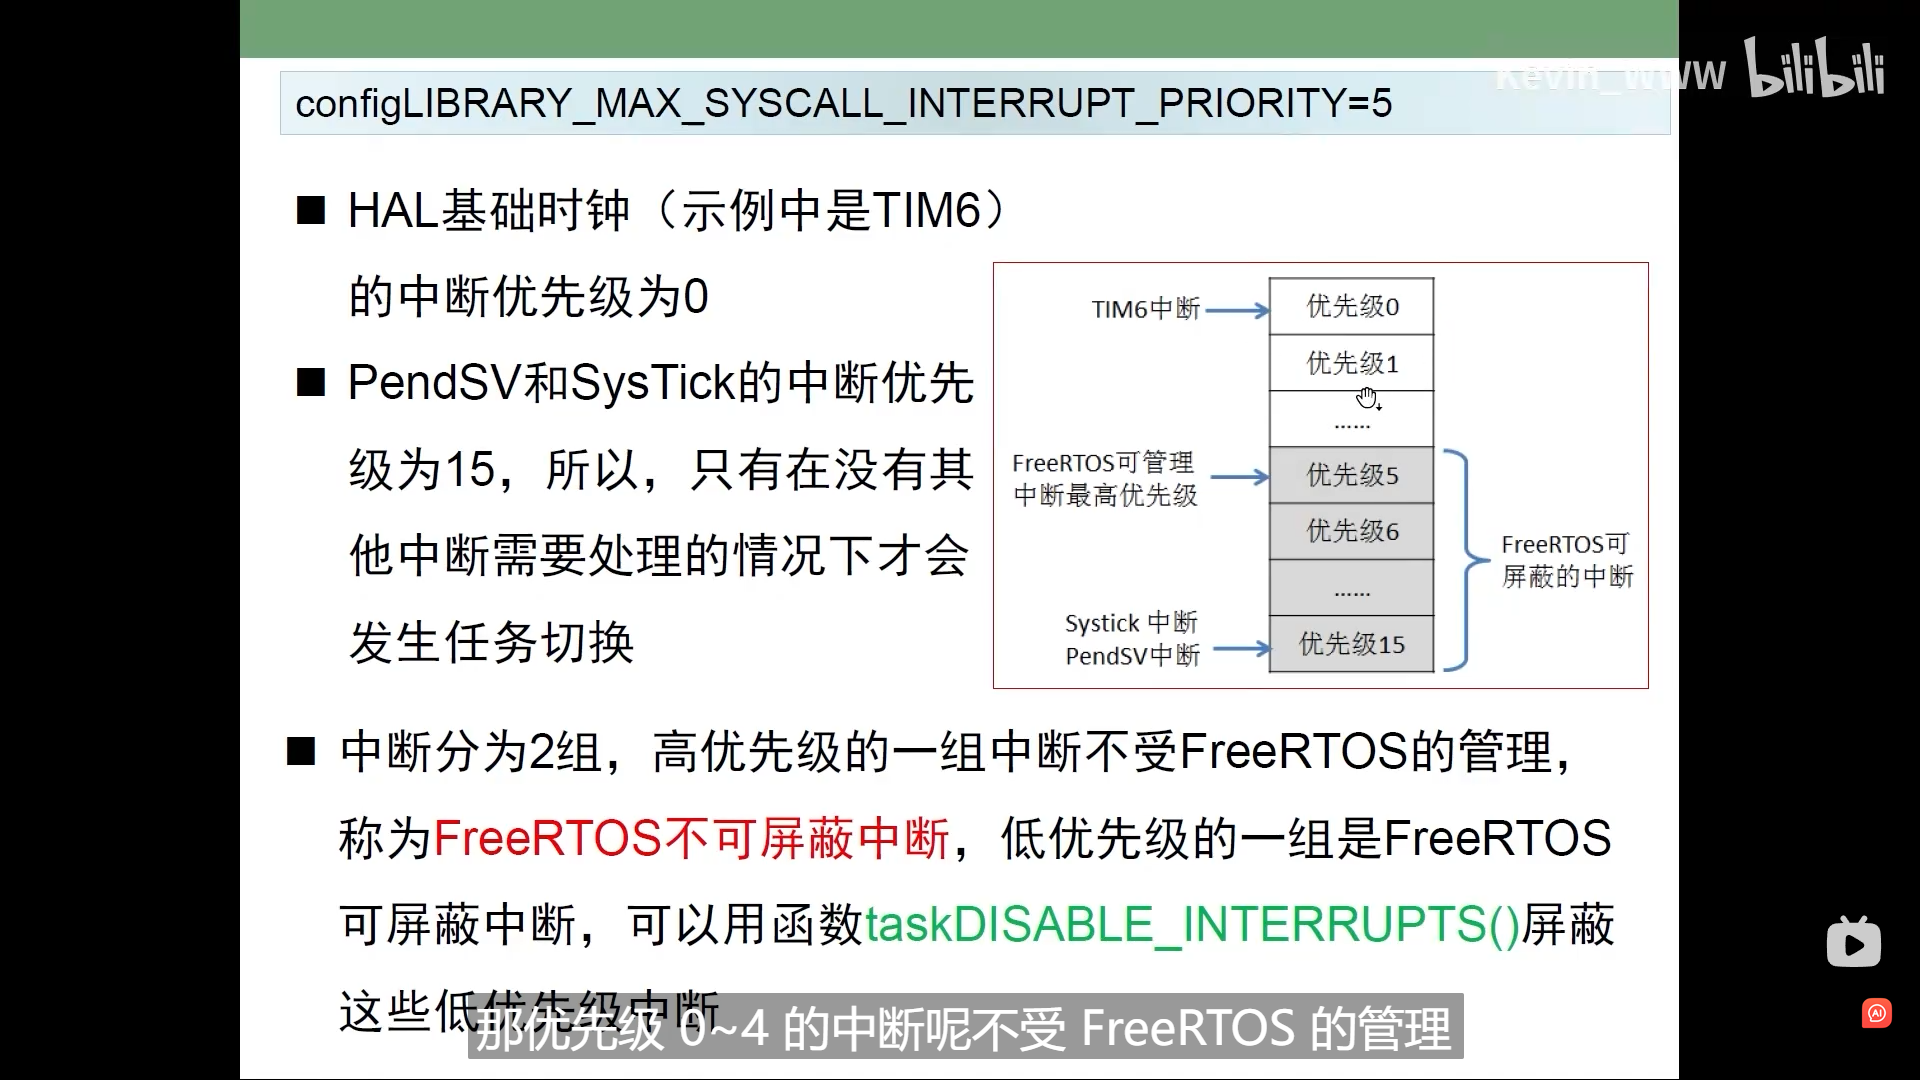 Kevin_WWW bilibili
configLIBRARY_MAX_SYSCALL_INTERRUPT_PRIORITY=5
■ HAL基础时钟（示例中是TIM6）
的中断优先级为0
■ PendSV和SysTick的中断优先
级为15，所以，只有在没有其
他中断需要处理的情况下才会
发生任务切换
TIM6中断
优先级0
优先级1
......
FreeRTOS可管理
中断最高优先级
优先级5
优先级6
......
Systick 中断
PendSV中断
优先级15
FreeRTOS可
屏蔽的中断
■ 中断分为2组，高优先级的一组中断不受FreeRTOS的管理，
称为FreeRTOS不可屏蔽中断，低优先级的一组是FreeRTOS
可屏蔽中断，可以用函数taskDISABLE_INTERRUPTS()屏蔽
这些低优先级中断
那优先级 0~4 的中断呢不受 FreeRTOS 的管理
AI